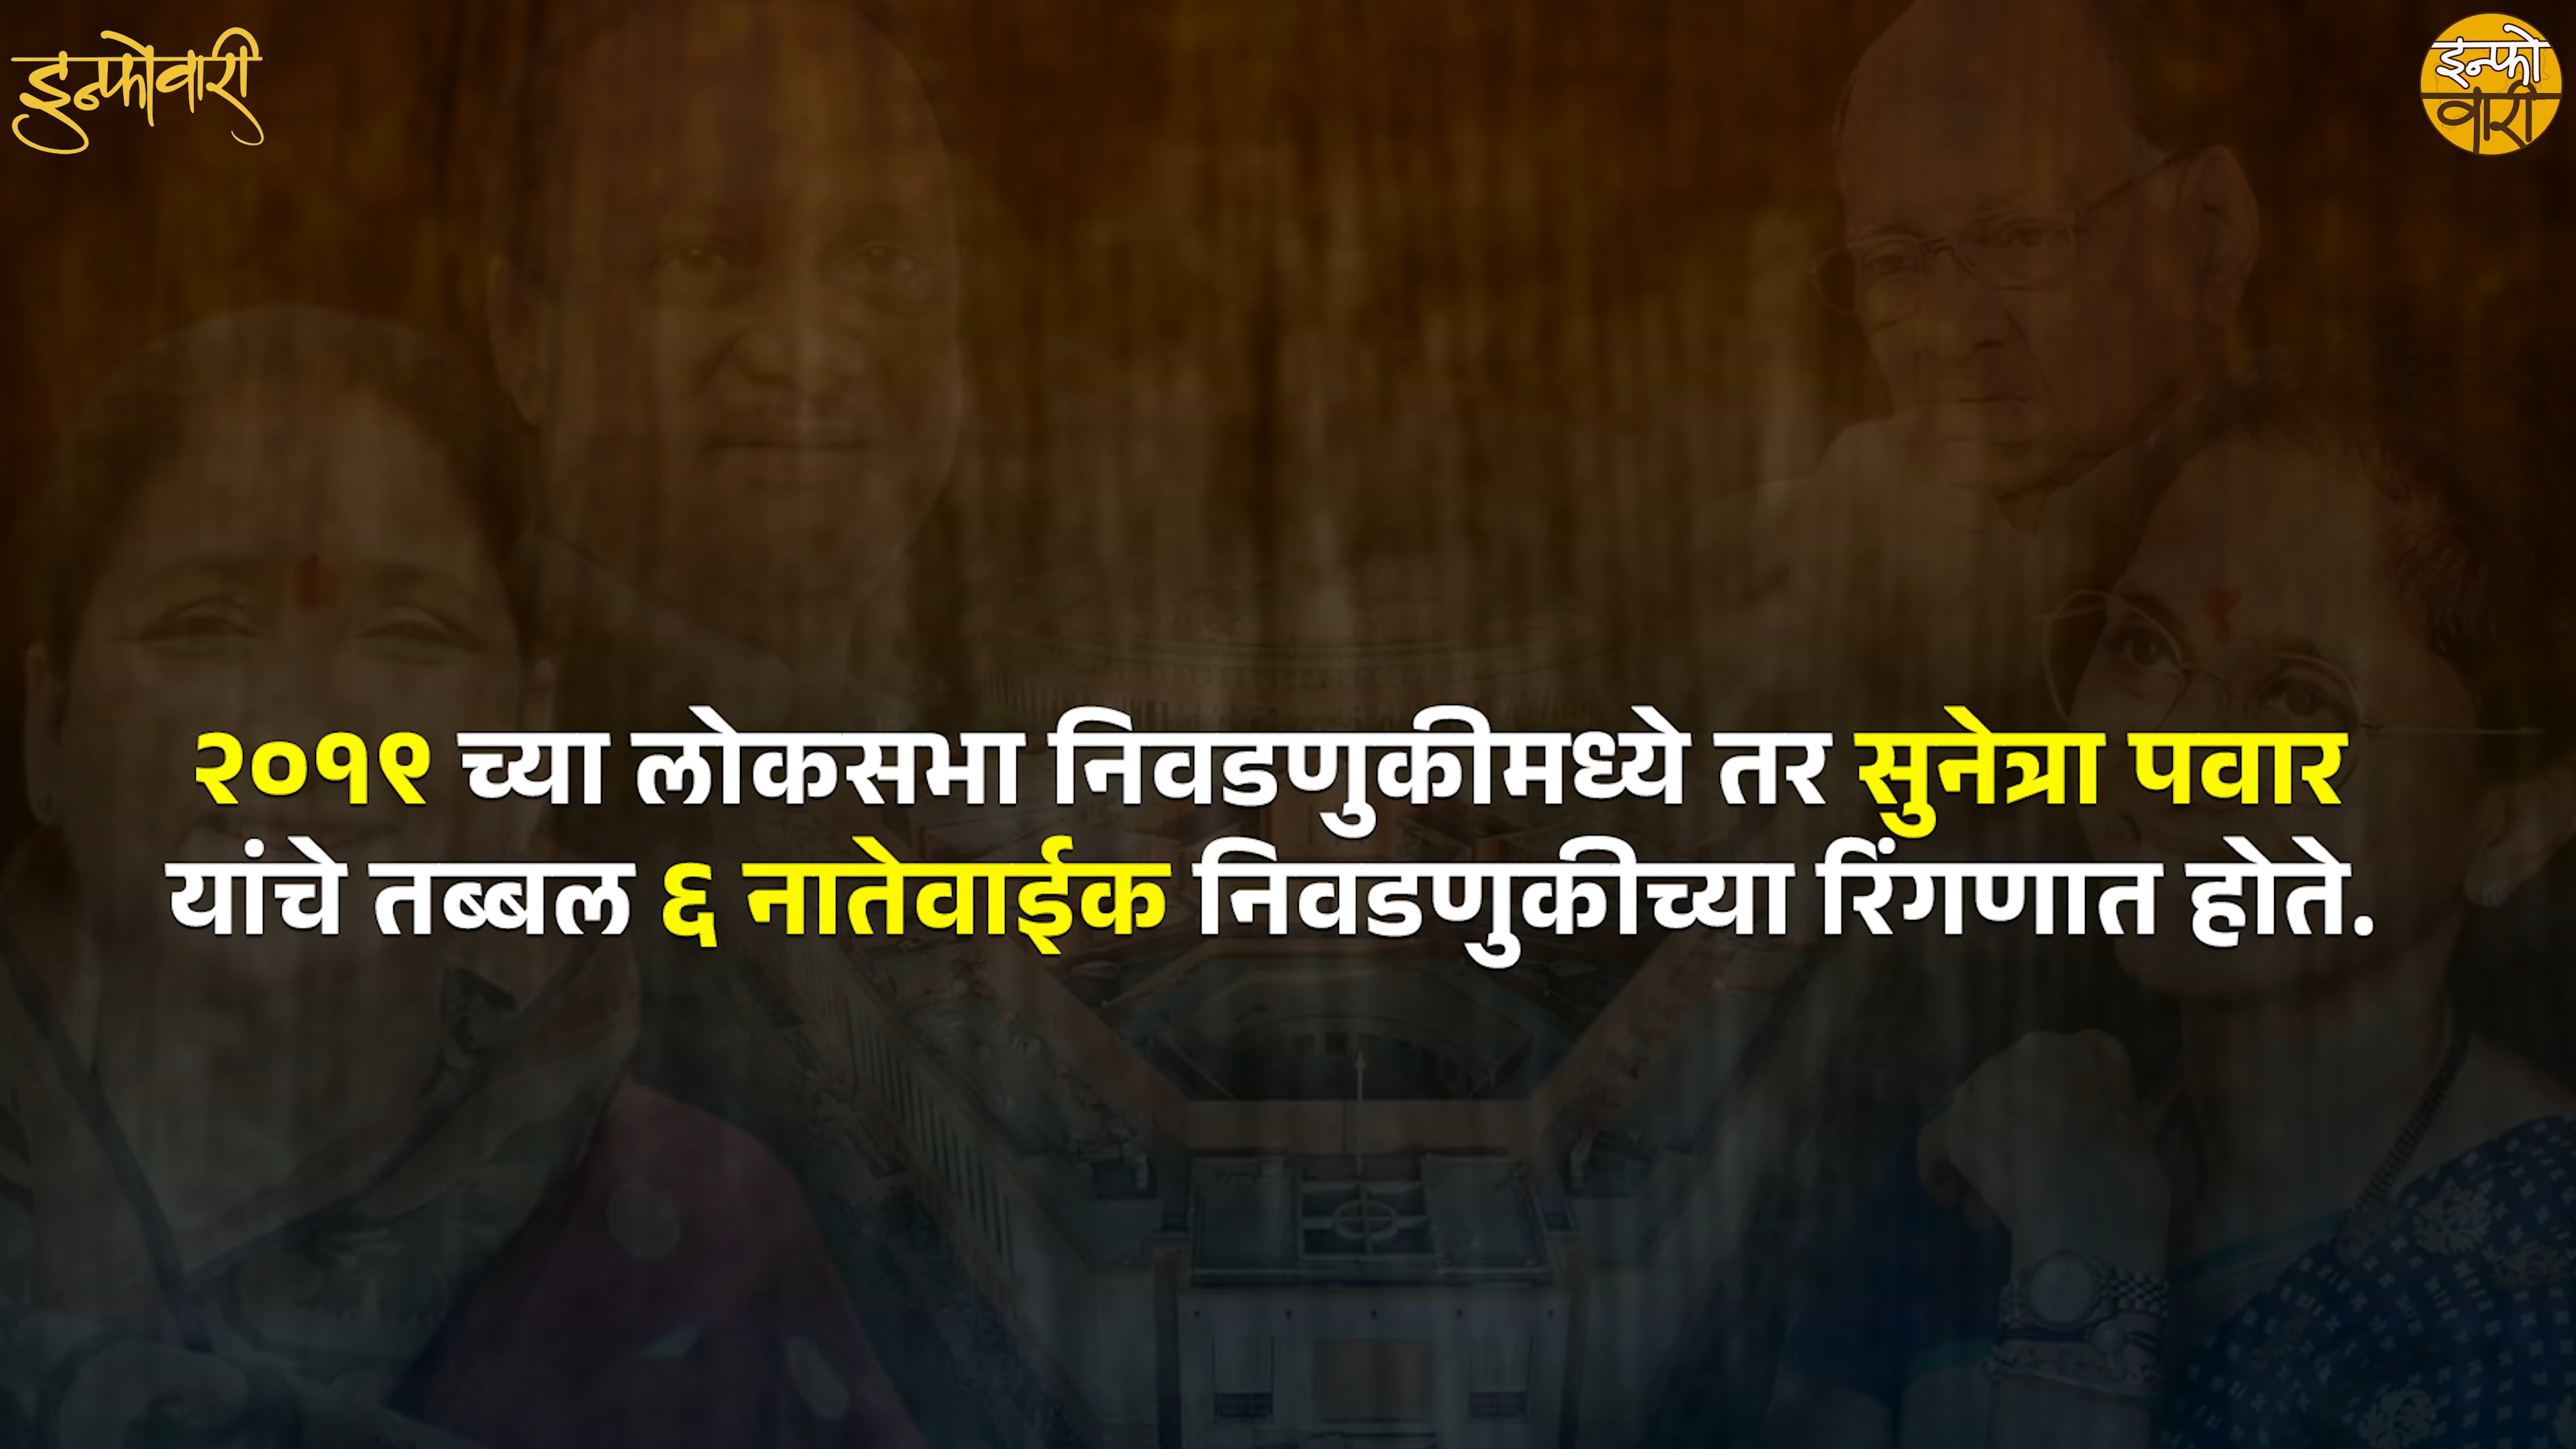 इन्फोवारी
इन्फो
वारी
२०१९ च्या लोकसभा निवडणुकीमध्ये तर सुनेत्रा पवार
यांचे तब्बल ६ नातेवाईक निवडणुकीच्या रिंगणात होते.